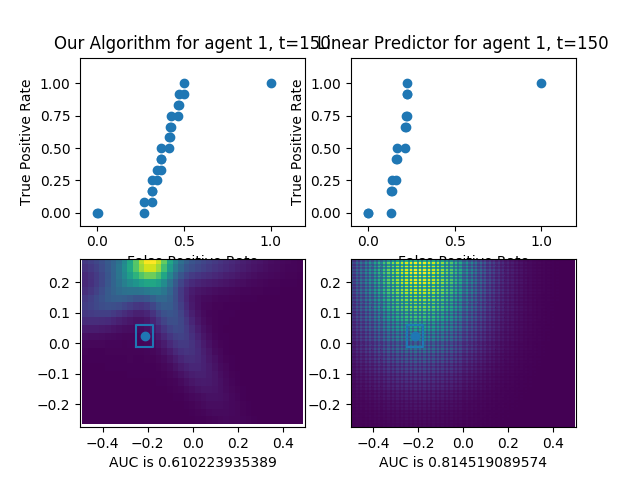 Our Algorithm for agent 1, t=150
Linear Predictor for agent 1, t=150
True Positive Rate
1.00
0.75
0.50
0.25
0.00
0.0 0.5 1.0
False Positive Rate
True Positive Rate
1.00
0.75
0.50
0.25
0.00
0.0 0.5 1.0
False Positive Rate
0.2
0.1
0.0
−0.1
−0.2
−0.4 −0.2 0.0 0.2 0.4
AUC is 0.610223935389
0.2
0.1
0.0
−0.1
−0.2
−0.4 −0.2 0.0 0.2 0.4
AUC is 0.814519089574